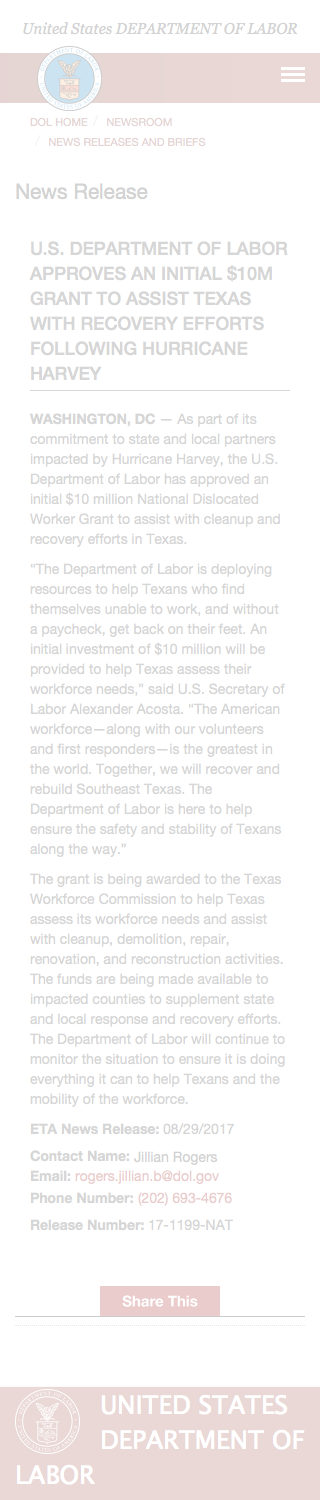 United States DEPARTMENT OF LABOR
DOL HOME / NEWSROOM
/ NEWS RELEASES AND BRIEFS
News Release
U.S. DEPARTMENT OF LABOR
APPROVES AN INITIAL $10M
GRANT TO ASSIST TEXAS
WITH RECOVERY EFFORTS
FOLLOWING HURRICANE
HARVEY
WASHINGTON, DC — As part of its
commitment to state and local partners
impacted by Hurricane Harvey, the U.S.
Department of Labor has approved an
initial $10 million National Dislocated
Worker Grant to assist with cleanup and
recovery efforts in Texas.
“The Department of Labor is deploying
resources to help Texans who find
themselves unable to work, and without
a paycheck, get back on their feet. An
initial investment of $10 million will be
provided to help Texas assess their
workforce needs,” said U.S. Secretary of
Labor Alexander Acosta. “The American
workforce—along with our volunteers
and first responders—is the greatest in
the world. Together, we will recover and
rebuild Southeast Texas. The
Department of Labor is here to help
ensure the safety and stability of Texans
along the way.”
The grant is being awarded to the Texas
Workforce Commission to help Texas
assess its workforce needs and assist
with cleanup, demolition, repair,
renovation, and reconstruction activities.
The funds are being made available to
impacted counties to supplement state
and local response and recovery efforts.
The Department of Labor will continue to
monitor the situation to ensure it is doing
everything it can to help Texans and the
mobility of the workforce.
ETA News Release: 08/29/2017
Contact Name: Jillian Rogers
Email: rogers.jillian.b@dol.gov
Phone Number: (202) 693-4676
Release Number: 17-1199-NAT
Share This
UNITED STATES
DEPARTMENT OF
LABOR